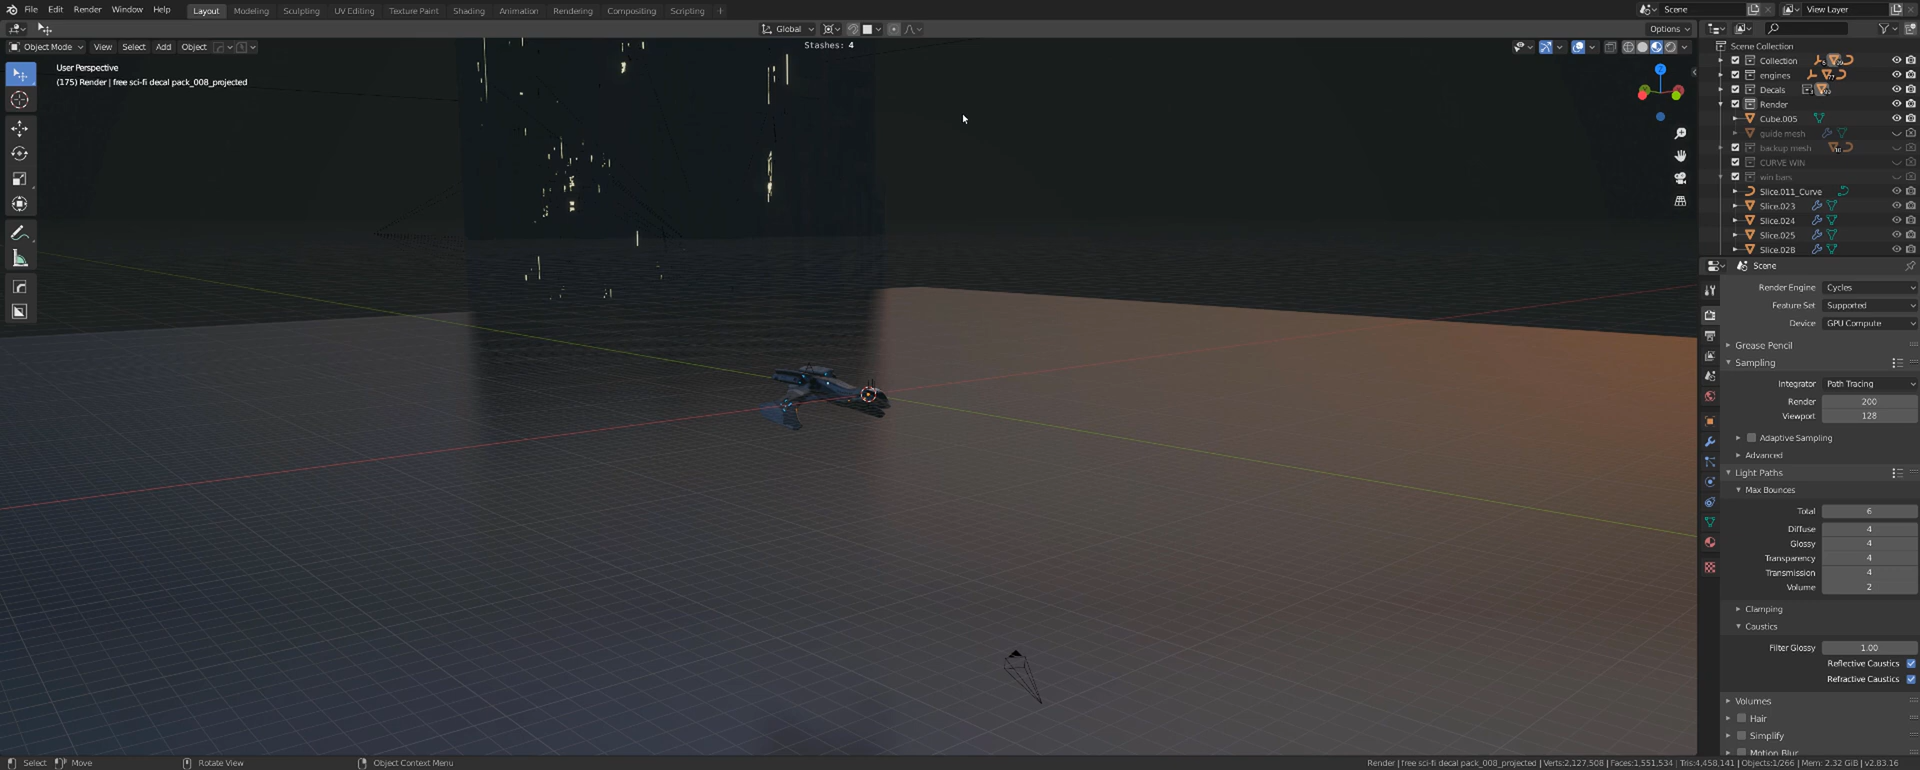 File Edit Render Window Help Layout Modeling Sculpting UV Editing Texture Paint Shading Animation Rendering Compositing Scripting +
Scene View Layer
Global Options
Object Mode View Select Add Object
Stashes: 4
User Perspective
(175) Render | free sci-fi decal pack_008_projected
Scene Collection
Collection
engines
Decals
Render
Cube.005
guide mesh
backup mesh
CURVE WIN
win bars
Slice.011_Curve
Slice.023
Slice.024
Slice.025
Slice.028
Scene
Render Engine Cycles
Feature Set Supported
Device GPU Compute
Grease Pencil
Sampling
Integrator Path Tracing
Render 200
Viewport 128
Adaptive Sampling
Advanced
Light Paths
Max Bounces
Total 6
Diffuse 4
Glossy 4
Transparency 4
Transmission 4
Volume 2
Clamping
Caustics
Filter Glossy 1.00
Reflective Caustics
Refractive Caustics
Volumes
Hair
Simplify
Motion Blur
Select Move Rotate View Object Context Menu
Render | free sci-fi decal pack_008_projected | Verts:2,127,508 | Faces:1,551,534 | Tris:4,458,141 | Objects:1/266 | Mem: 2.32 GiB | v2.83.16